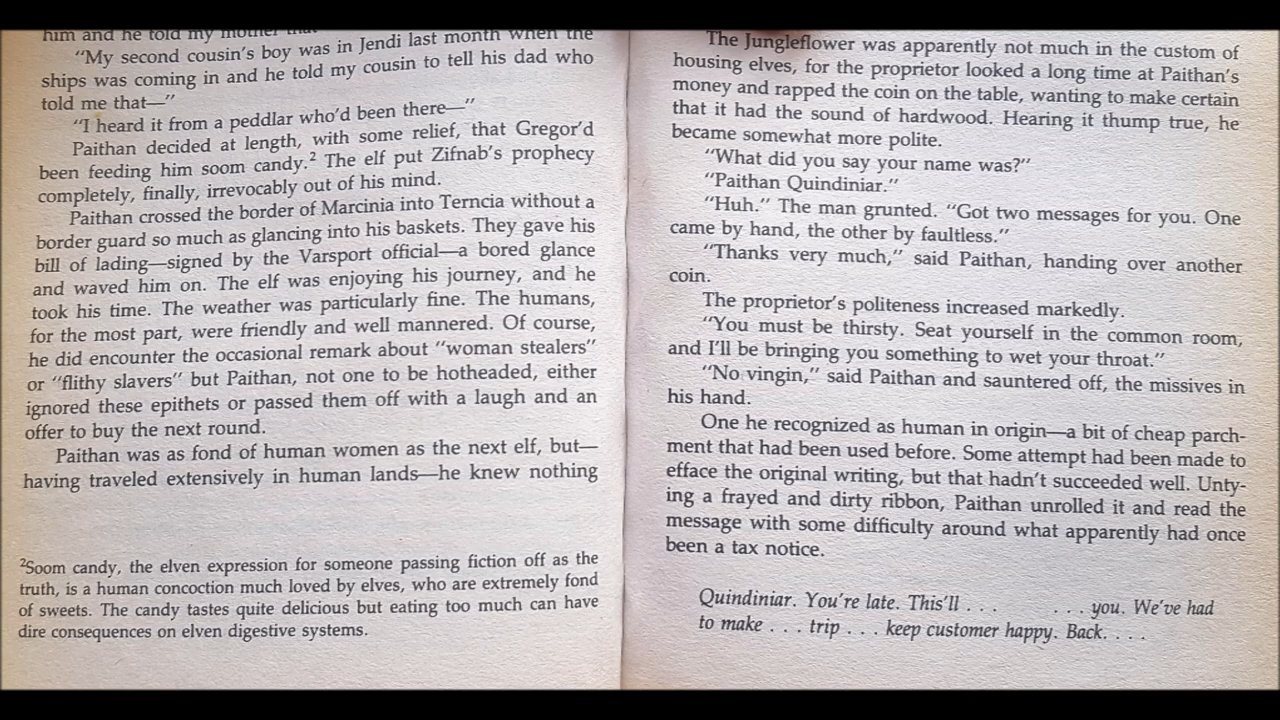 him and he told my mother that
"My second cousin's boy was in Jendi last month when the
ships was coming in and he told my cousin to tell his dad who
told me that—"
"I heard it from a peddlar who'd been there—"
Paithan decided at length, with some relief, that Gregor'd
been feeding him soom candy.² The elf put Zifnab's prophecy
completely, finally, irrevocably out of his mind.
Paithan crossed the border of Marcinia into Terncia without a
border guard so much as glancing into his baskets. They gave his
bill of lading—signed by the Varsport official—a bored glance
and waved him on. The elf was enjoying his journey, and he
took his time. The weather was particularly fine. The humans,
for the most part, were friendly and well mannered. Of course,
he did encounter the occasional remark about "woman stealers"
or "flithy slavers" but Paithan, not one to be hotheaded, either
ignored these epithets or passed them off with a laugh and an
offer to buy the next round.
Paithan was as fond of human women as the next elf, but—
having traveled extensively in human lands—he knew nothing
²Soom candy, the elven expression for someone passing fiction off as the
truth, is a human concoction much loved by elves, who are extremely fond
of sweets. The candy tastes quite delicious but eating too much can have
dire consequences on elven digestive systems.
The Jungleflower was apparently not much in the custom of
housing elves, for the proprietor looked a long time at Paithan's
money and rapped the coin on the table, wanting to make certain
that it had the sound of hardwood. Hearing it thump true, he
became somewhat more polite.
"What did you say your name was?"
"Paithan Quindiniar."
"Huh." The man grunted. "Got two messages for you. One
came by hand, the other by faultless."
"Thanks very much," said Paithan, handing over another
coin.
The proprietor's politeness increased markedly.
"You must be thirsty. Seat yourself in the common room,
and I'll be bringing you something to wet your throat."
"No vingin," said Paithan and sauntered off, the missives in
his hand.
One he recognized as human in origin—a bit of cheap parch-
ment that had been used before. Some attempt had been made to
efface the original writing, but that hadn't succeeded well. Unty-
ing a frayed and dirty ribbon, Paithan unrolled it and read the
message with some difficulty around what apparently had once
been a tax notice.
Quindiniar. You're late. This'll . . . . . . you. We've had
to make . . . trip . . . keep customer happy. Back. . . .